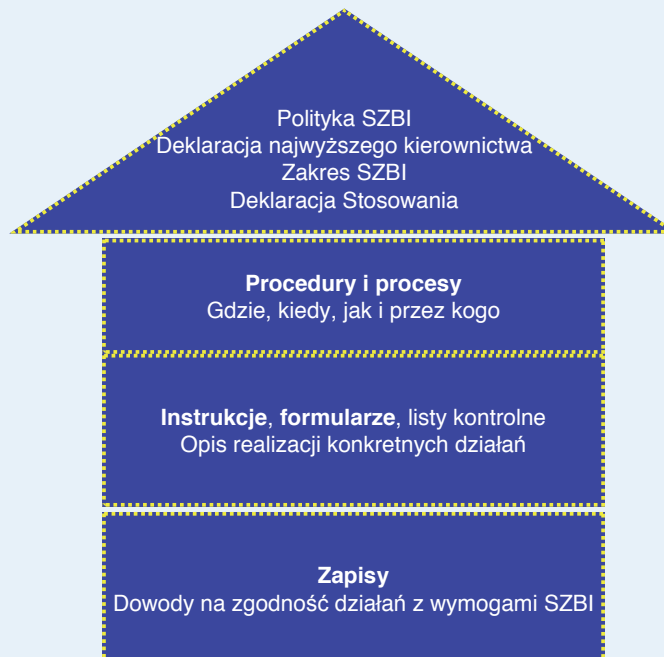 Polityka SZBI
Deklaracja najwyższego kierownictwa
Zakres SZBI
Deklaracja Stosowania
Procedury i procesy
Gdzie, kiedy, jak i przez kogo
Instrukcje, formularze, listy kontrolne
Opis realizacji konkretnych działań
Zapisy
Dowody na zgodność działań z wymogami SZBI